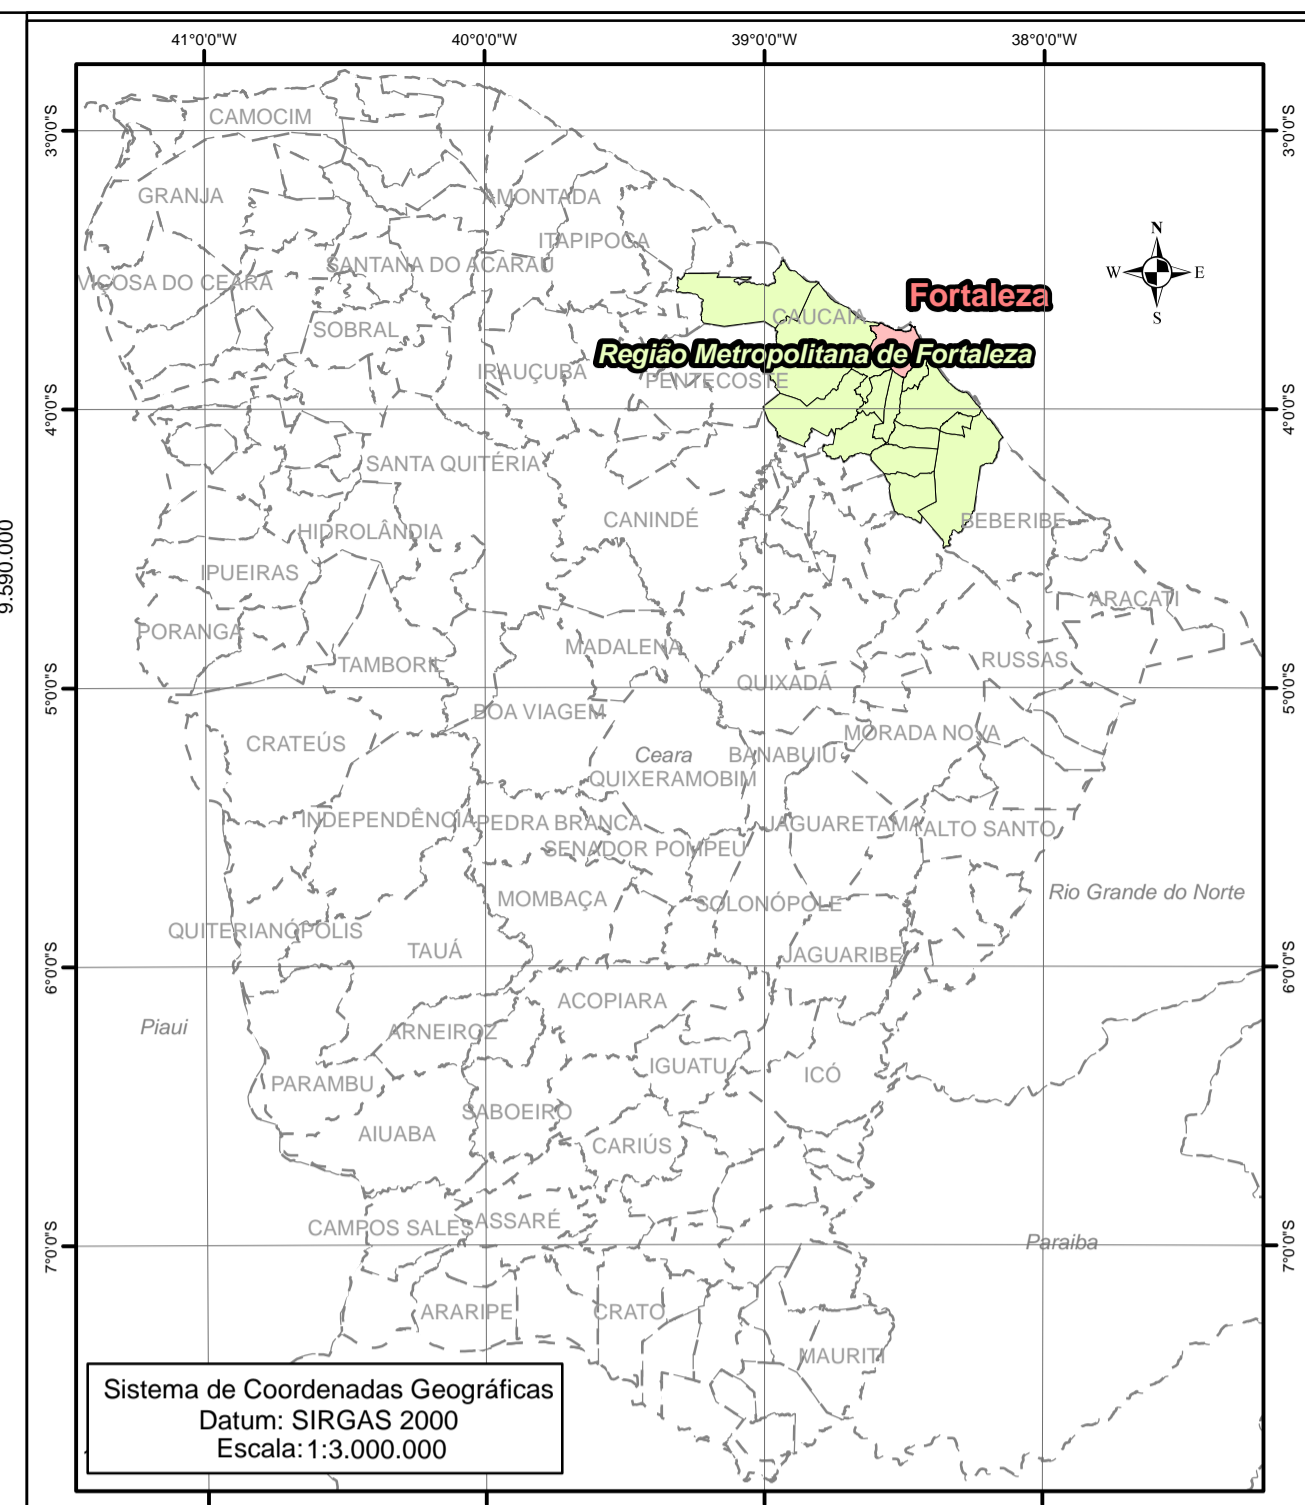 41°0'0"W 40°0'0"W 39°0'0"W 38°0'0"W
3°0'0"S
3°0'0"S
CAMOCIM
GRANJA
AMONTADA
ITAPIPOCA
N
W E
S
SANTANA DO ACARAÚ
VIÇOSA DO CEARÁ
Fortaleza
CAUCAIA
SOBRAL
Região Metropolitana de Fortaleza
IRAUÇUBA
PENTECOSTE
4°0'0"S
4°0'0"S
SANTA QUITÉRIA
CANINDÉ
BEBERIBE
HIDROLÂNDIA
9.590.000
IPUEIRAS
ARACATI
PORANGA
MADALENA
TAMBORIL
RUSSAS
QUIXADÁ
5°0'0"S
5°0'0"S
BOA VIAGEM
MORADA NOVA
CRATEÚS
Ceara
BANABUIÚ
QUIXERAMOBIM
INDEPENDÊNCIA
PEDRA BRANCA
JAGUARETAMA
ALTO SANTO
SENADOR POMPEU
Rio Grande do Norte
MOMBAÇA
SOLONÓPOLE
QUITERIANÓPOLIS
TAUÁ
JAGUARIBE
6°0'0"S
6°0'0"S
ACOPIARA
Piaui
ARNEIROZ
IGUATU
ICÓ
PARAMBU
SABOEIRO
AIUABA
CARIÚS
CAMPOS SALES
ASSARÉ
7°0'0"S
7°0'0"S
Paraiba
ARARIPE
CRATO
MAURITI
Sistema de Coordenadas Geográficas
Datum: SIRGAS 2000
Escala: 1:3.000.000